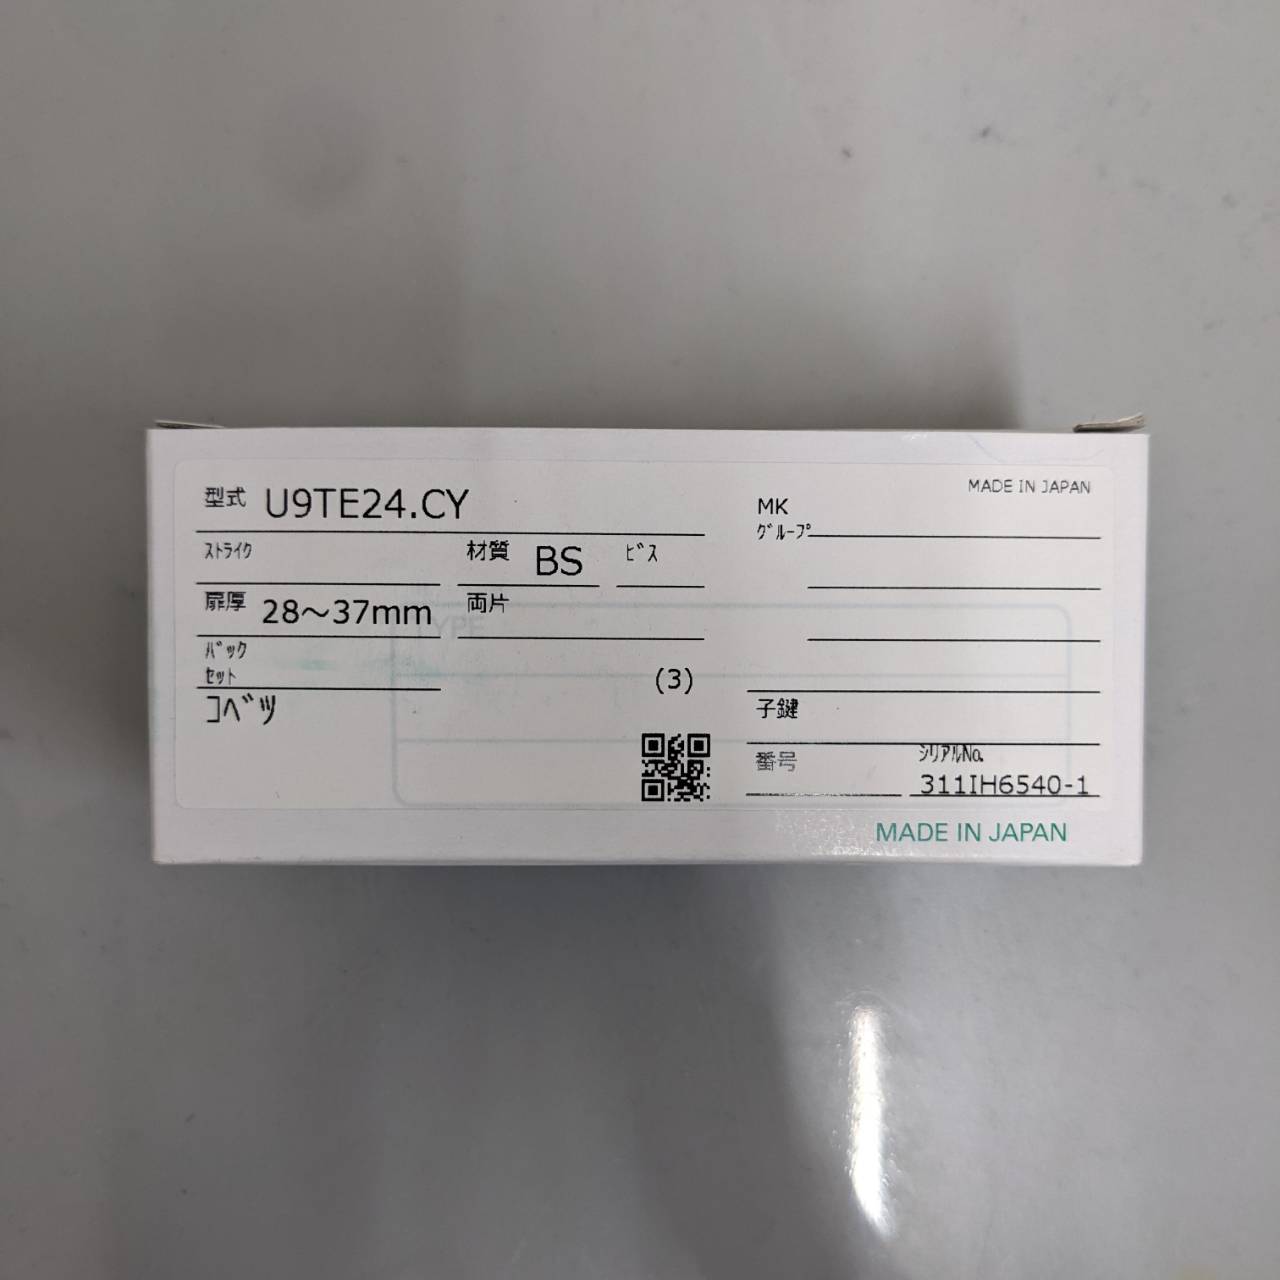 型式 U9TE24.CY
MADE IN JAPAN
MK
グループ
ストライク 材質 BS ビス
扉厚 28～37mm 両片
TYPE
バック
セット
(3)
コベツ
子鍵
番号 シリアルNo.
311IH6540-1
MADE IN JAPAN